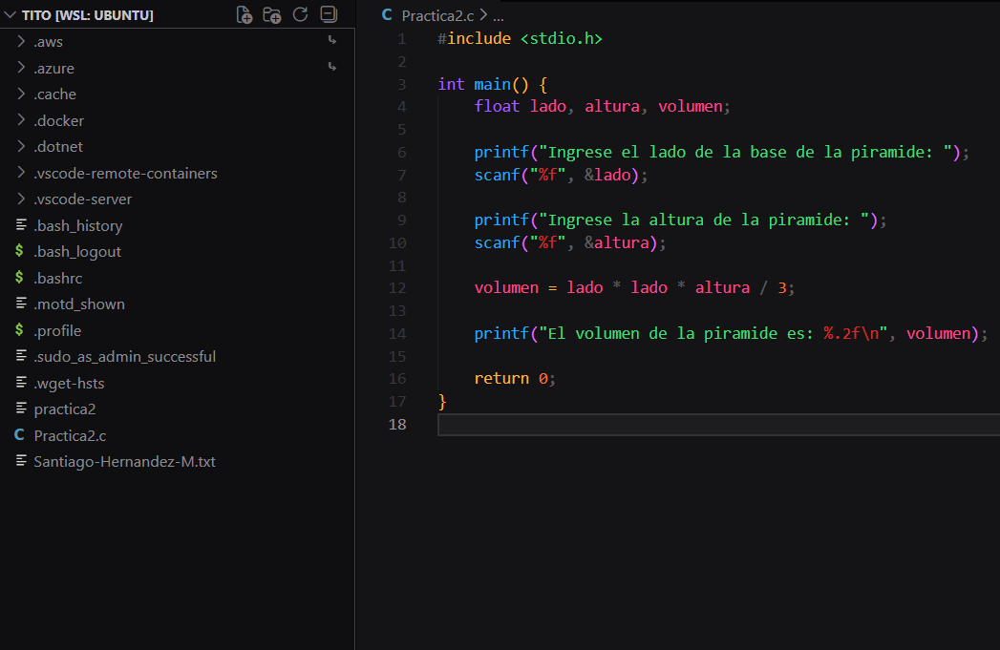 TITO [WSL: UBUNTU]
.aws
.azure
.cache
.docker
.dotnet
.vscode-remote-containers
.vscode-server
.bash_history
$ .bash_logout
$ .bashrc
.motd_shown
$ .profile
.sudo_as_admin_successful
.wget-hsts
practica2
C Practica2.c
Santiago-Hernandez-M.txt
C Practica2.c > ...
1 #include <stdio.h>
2
3 int main() {
4     float lado, altura, volumen;
5
6     printf("Ingrese el lado de la base de la piramide: ");
7     scanf("%f", &lado);
8
9     printf("Ingrese la altura de la piramide: ");
10     scanf("%f", &altura);
11
12     volumen = lado * lado * altura / 3;
13
14     printf("El volumen de la piramide es: %.2f\n", volumen);
15
16     return 0;
17 }
18